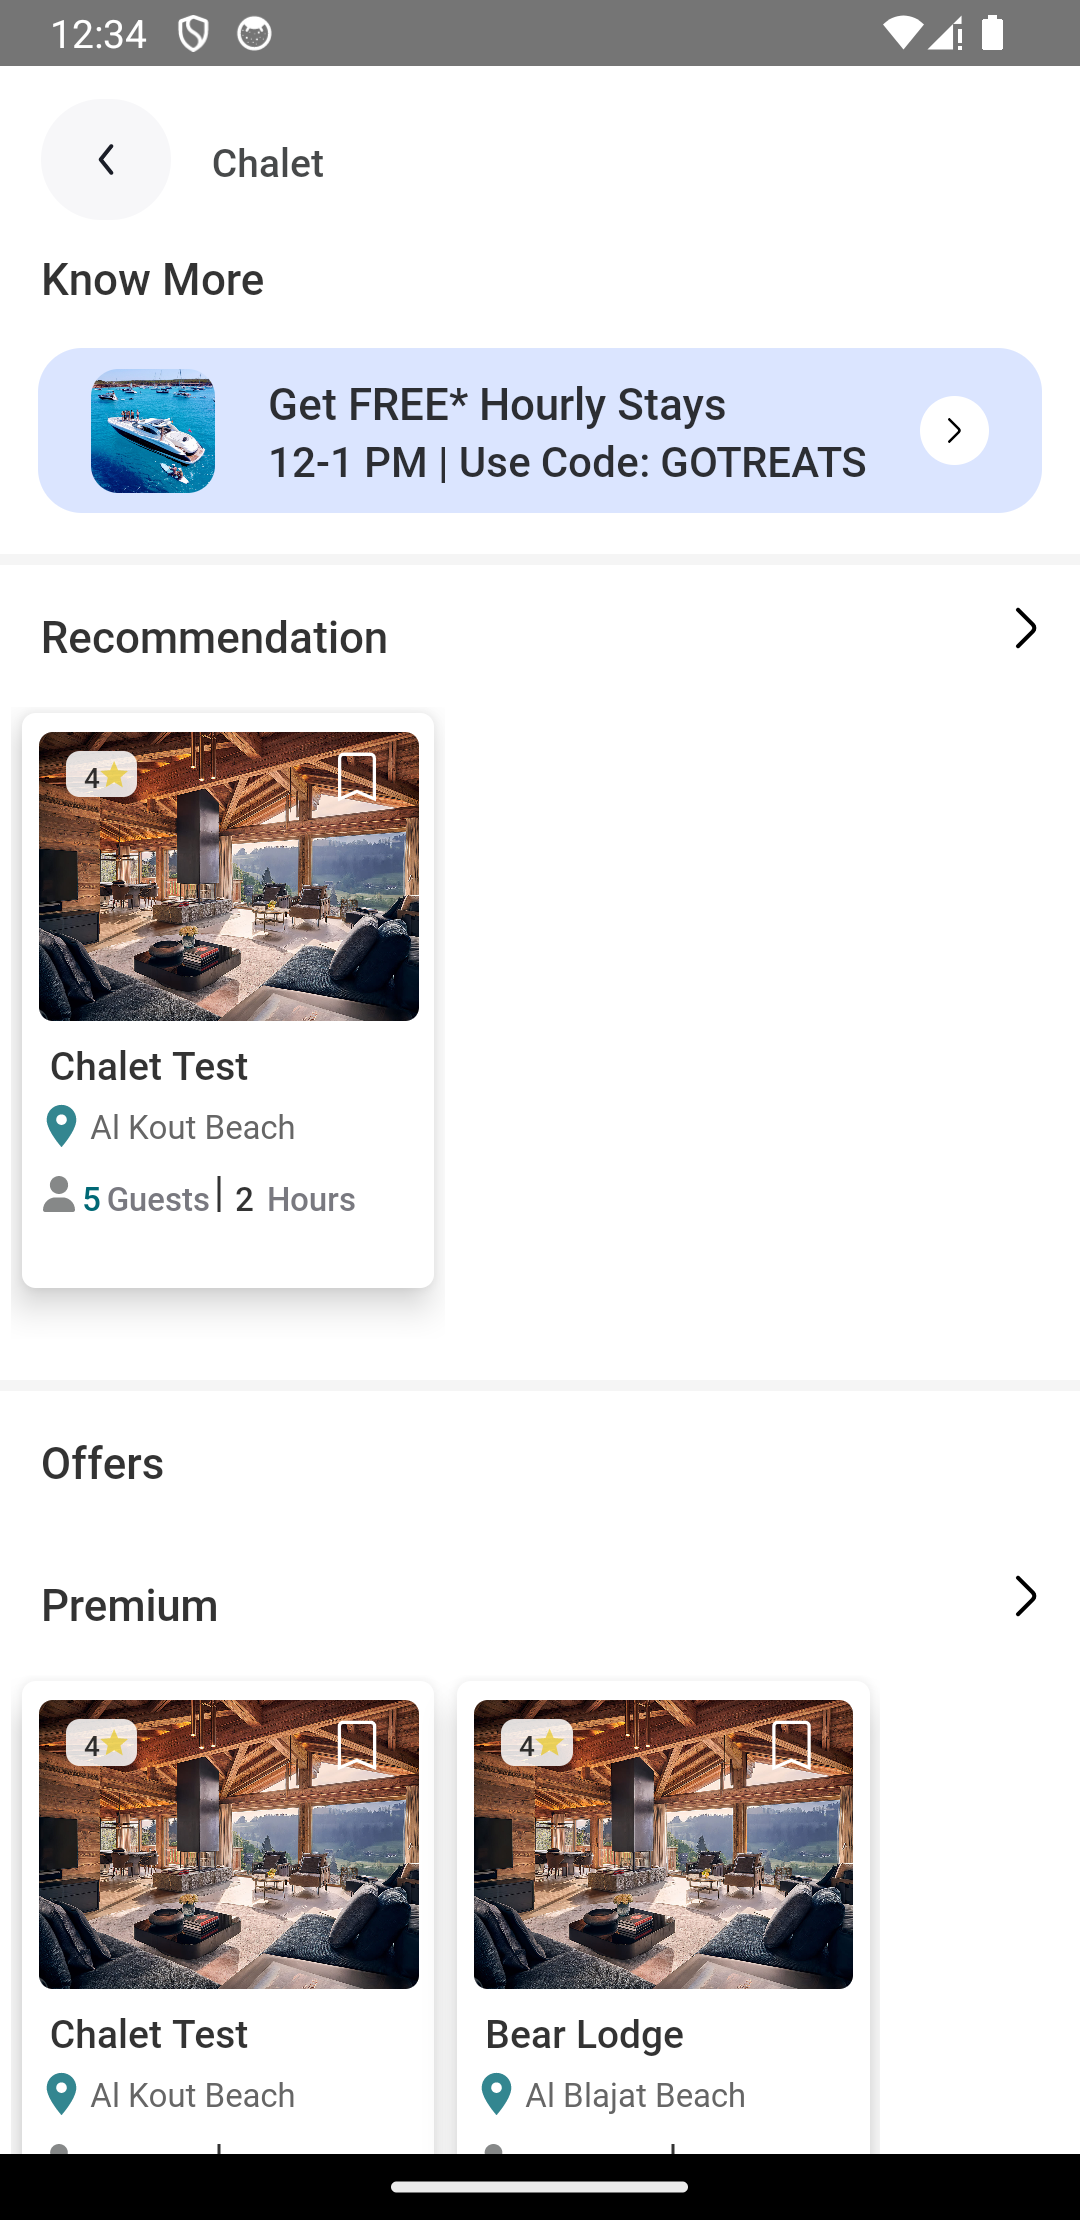 12:34
Chalet
Know More
Get FREE* Hourly Stays
12-1 PM | Use Code: GOTREATS
Recommendation
4
Chalet Test
Al Kout Beach
5 Guests | 2 Hours
Offers
Premium
4
4
Chalet Test
Bear Lodge
Al Kout Beach
Al Blajat Beach